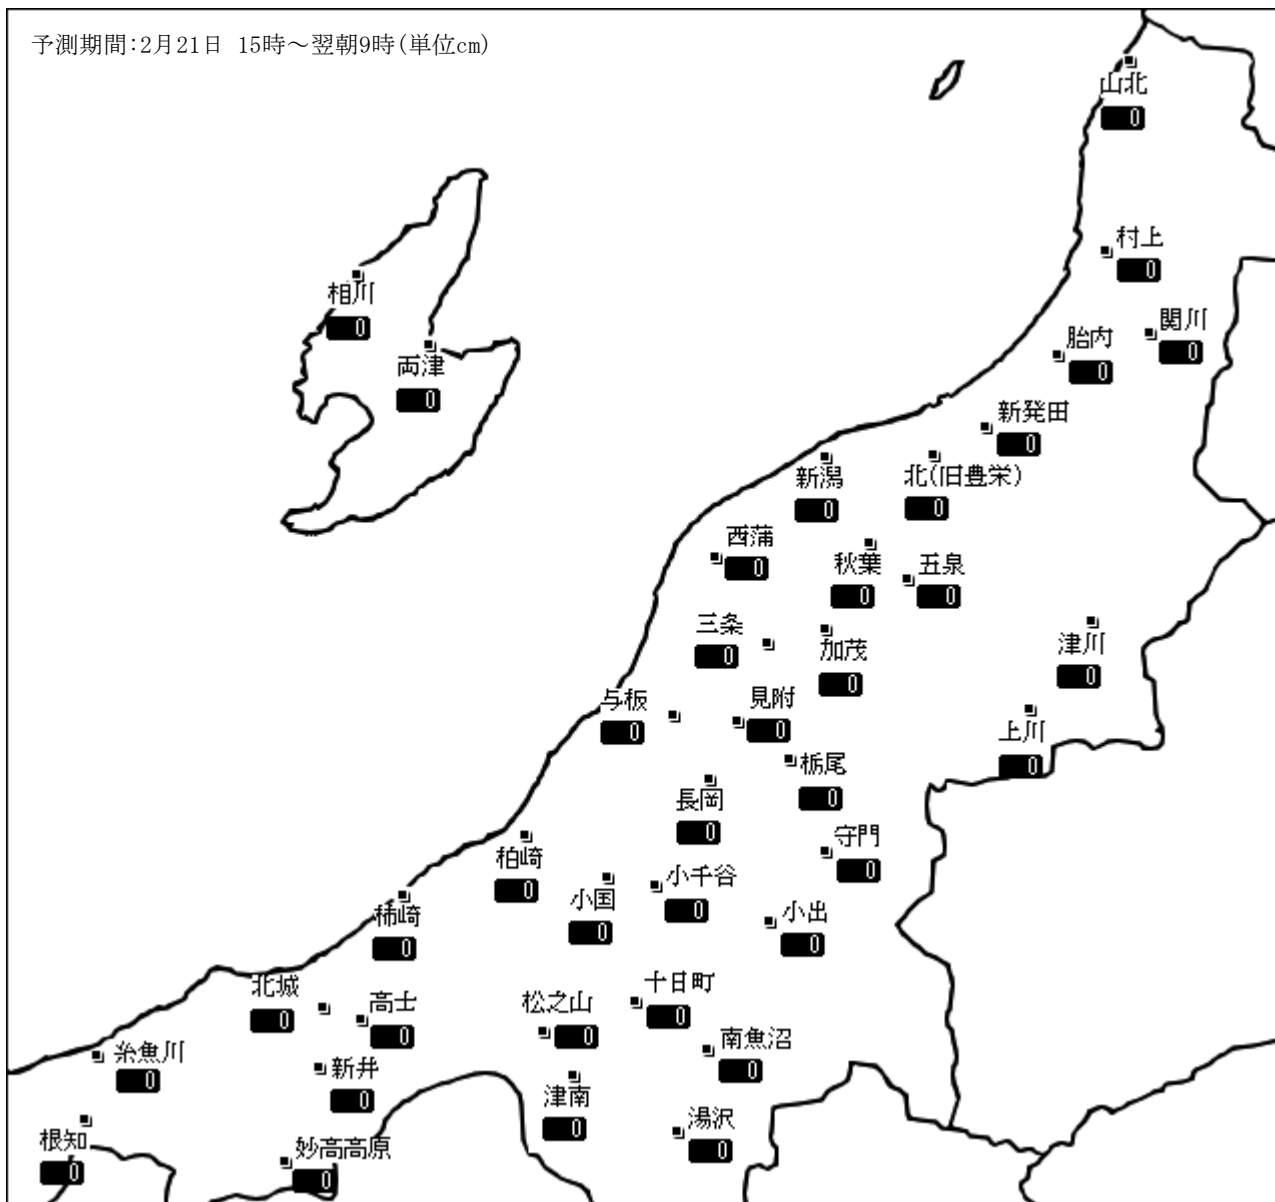 予測期間:2月21日 15時～翌朝9時(単位cm)
山北
0
村上
0
相川
0
関川
0
胎内
0
両津
0
新発田
0
新潟
0
北(旧豊栄)
0
西蒲
0
秋葉
0
五泉
0
三条
0
加茂
0
津川
0
与板
0
見附
0
上川
0
栃尾
0
長岡
0
守門
0
柏崎
0
小千谷
0
小国
0
小出
0
柿崎
0
北城
0
高士
0
松之山
0
十日町
0
南魚沼
0
糸魚川
0
新井
0
津南
0
湯沢
0
根知
0
妙高高原
0